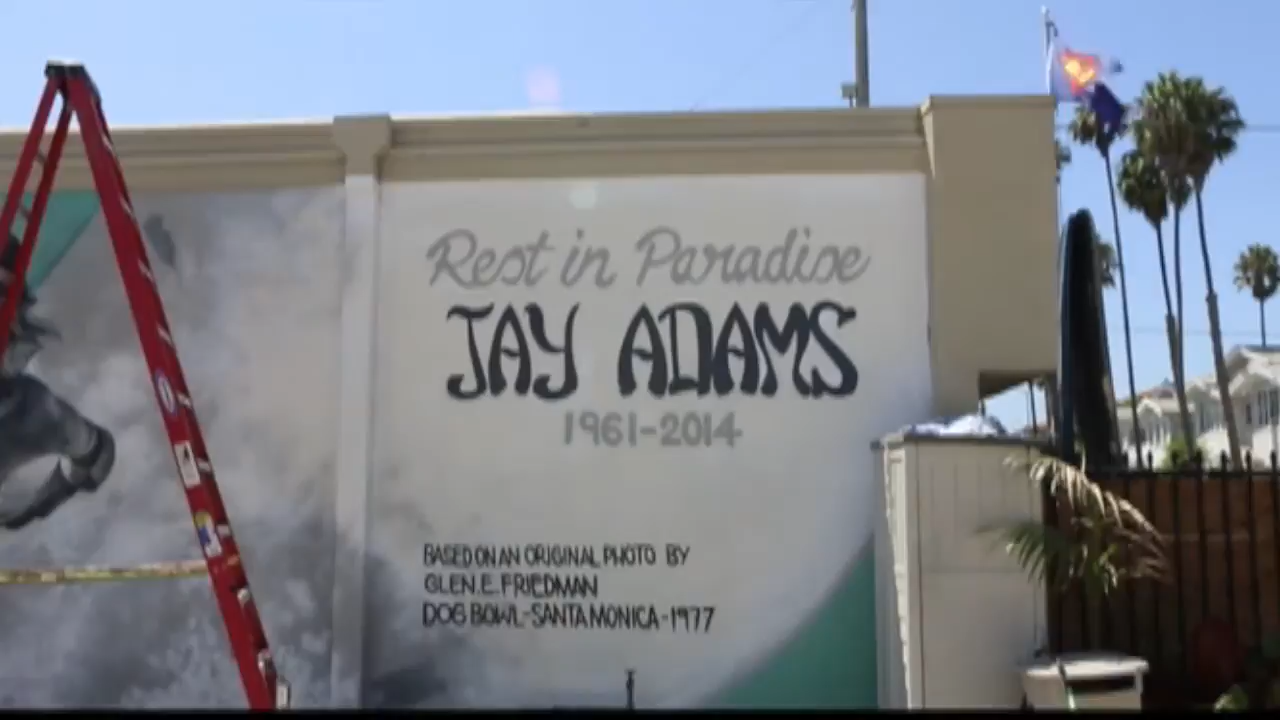 Rest in Paradise
JAY ADAMS
1961-2014
BASED ON AN ORIGINAL PHOTO BY
GLEN.E.FRIEDMAN
DOG BOWL-SANTA MONICA-1977